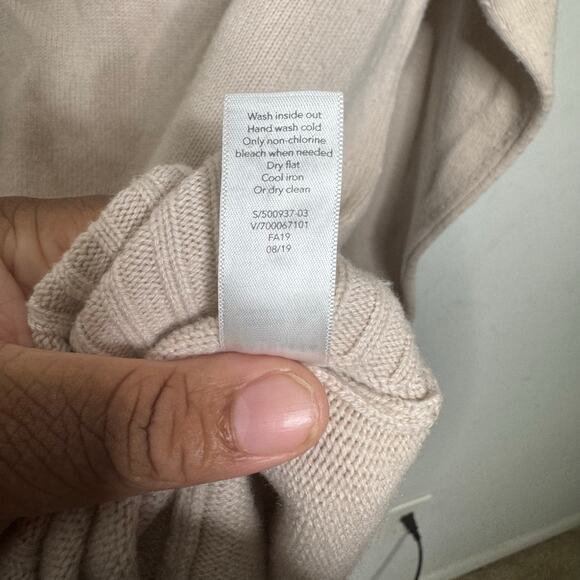 Wash inside out
Hand wash cold
Only non-chlorine
bleach when needed
Dry flat
Cool iron
Or dry clean
S/500937-03
V/700067101
FA19
08/19